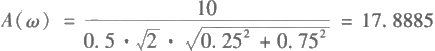 A(ω) = 10 / (0.5 · √2 · √(0.25² + 0.75²)) = 17.8885